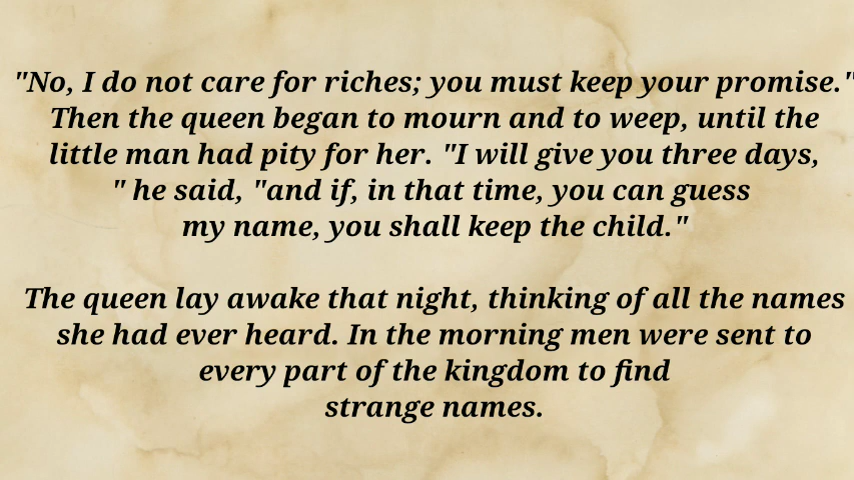 "No, I do not care for riches; you must keep your promise."
Then the queen began to mourn and to weep, until the
little man had pity for her. "I will give you three days,
" he said, "and if, in that time, you can guess
my name, you shall keep the child."
The queen lay awake that night, thinking of all the names
she had ever heard. In the morning men were sent to
every part of the kingdom to find
strange names.